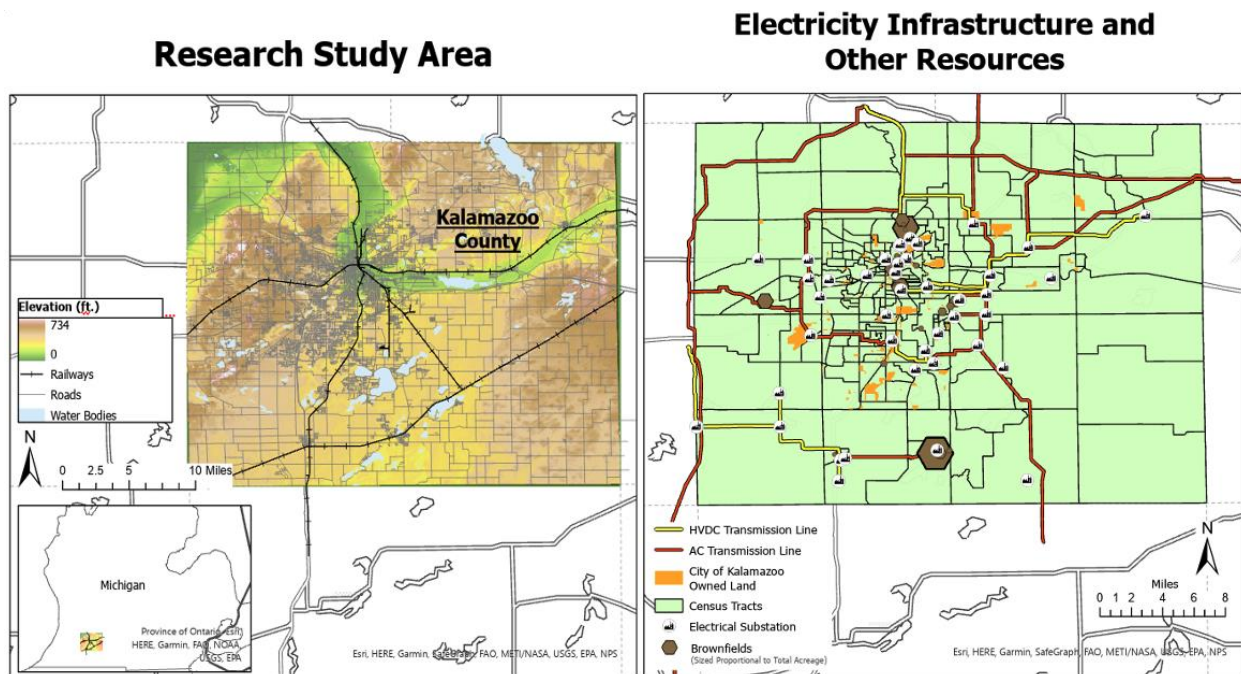 Research Study Area
Kalamazoo
County
Elevation (ft.)
734
0
Railways
Roads
Water Bodies
N
0 2.5 5 10 Miles
Michigan
Province of Ontario, Esri,
HERE, Garmin, FAO, NOAA,
USGS, EPA
Esri, HERE, Garmin, SafeGraph, FAO, METI/NASA, USGS, EPA, NPS
Electricity Infrastructure and
Other Resources
HVDC Transmission Line
AC Transmission Line
City of Kalamazoo
Owned Land
Census Tracts
Electrical Substation
Brownfields
(Sized Proportional to Total Acreage)
N
Miles
0 1 2 4 6 8
Esri, HERE, Garmin, SafeGraph, FAO, METI/NASA, USGS, EPA, NPS